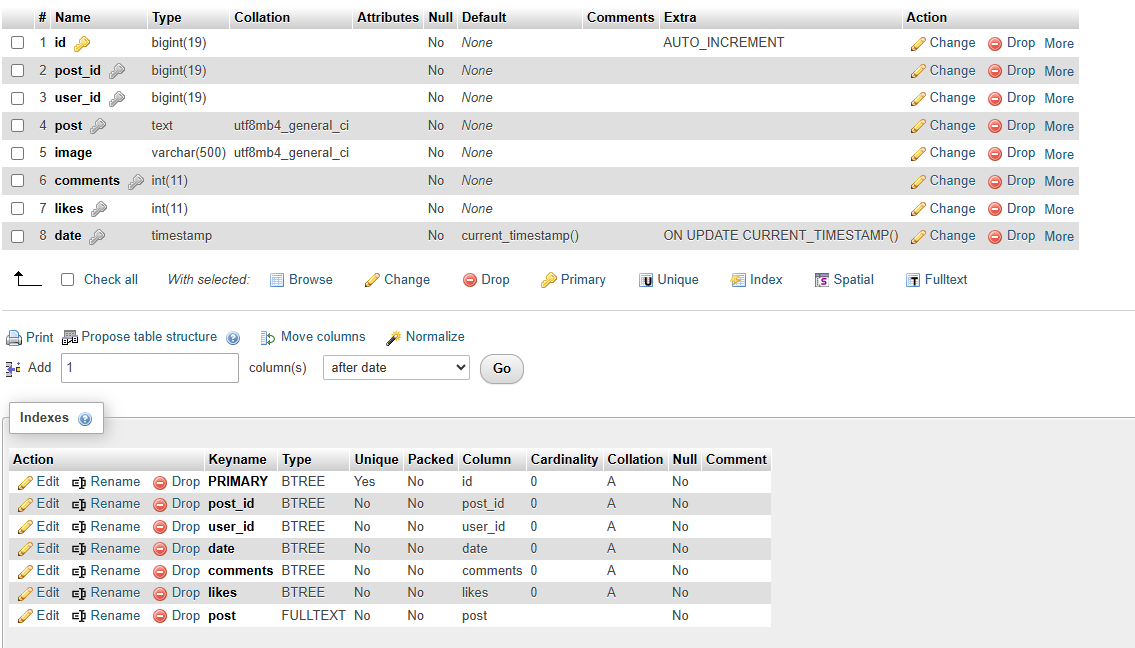 # Name Type Collation Attributes Null Default Comments Extra Action
1 id bigint(19) No None AUTO_INCREMENT Change Drop More
2 post_id bigint(19) No None Change Drop More
3 user_id bigint(19) No None Change Drop More
4 post text utf8mb4_general_ci No None Change Drop More
5 image varchar(500) utf8mb4_general_ci No None Change Drop More
6 comments int(11) No None Change Drop More
7 likes int(11) No None Change Drop More
8 date timestamp No current_timestamp() ON UPDATE CURRENT_TIMESTAMP() Change Drop More
Check all With selected: Browse Change Drop Primary U Unique Index S Spatial T Fulltext
Print Propose table structure ? Move columns Normalize
Add 1 column(s) after date Go
Indexes ?
Action Keyname Type Unique Packed Column Cardinality Collation Null Comment
Edit Rename Drop PRIMARY BTREE Yes No id 0 A No
Edit Rename Drop post_id BTREE No No post_id 0 A No
Edit Rename Drop user_id BTREE No No user_id 0 A No
Edit Rename Drop date BTREE No No date 0 A No
Edit Rename Drop comments BTREE No No comments 0 A No
Edit Rename Drop likes BTREE No No likes 0 A No
Edit Rename Drop post FULLTEXT No No post No